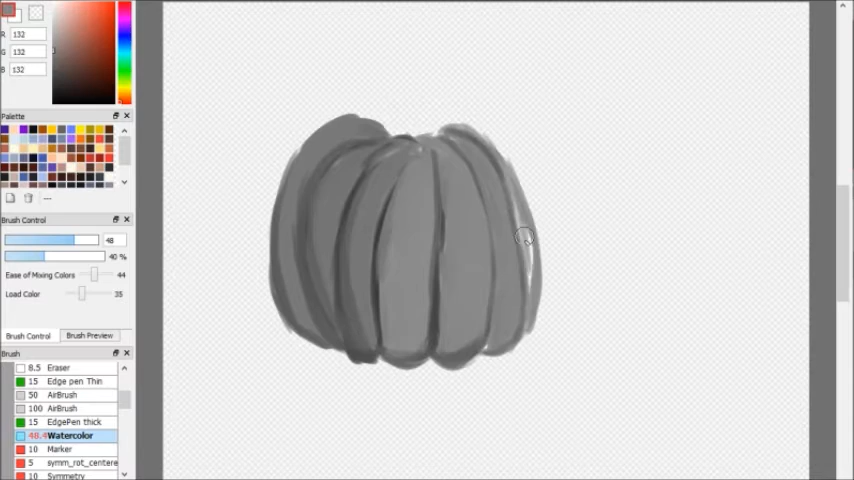 R 132
G 132
B 132
Palette
---
Brush Control
48
40 %
Ease of Mixing Colors 44
Load Color 35
Brush Control Brush Preview
Brush
8.5 Eraser
15 Edge pen Thin
50 AirBrush
100 AirBrush
15 EdgePen thick
48.4 Watercolor
10 Marker
5 symm_rot_centere
10 Symmetry